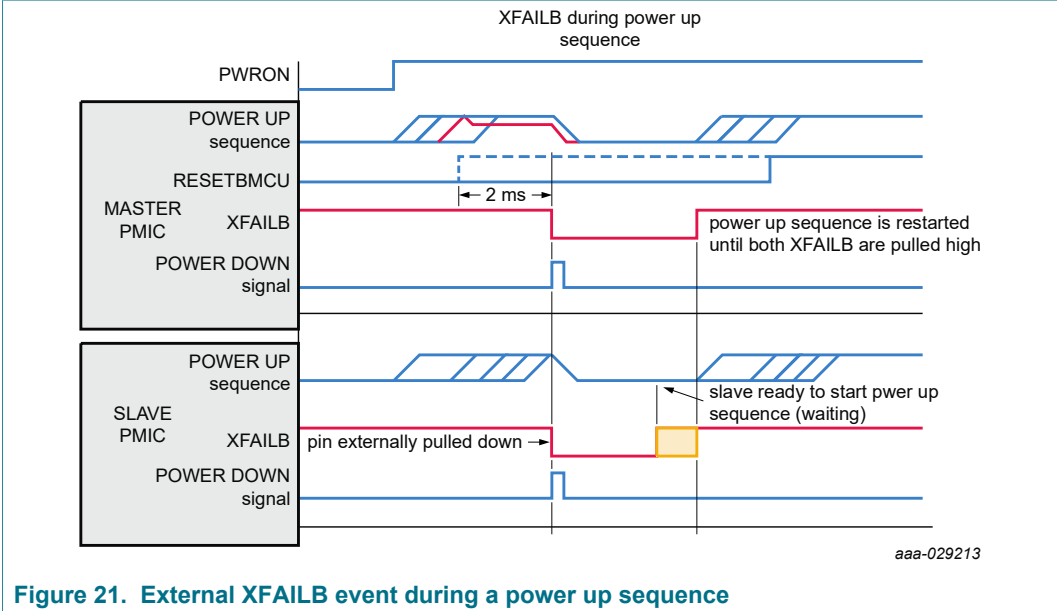 XFAILB during power up
sequence
PWRON
POWER UP
sequence
RESETBMCU
2 ms
MASTER
PMIC
XFAILB
power up sequence is restarted
until both XFAILB are pulled high
POWER DOWN
signal
POWER UP
sequence
slave ready to start pwer up
sequence (waiting)
SLAVE
PMIC
XFAILB
pin externally pulled down
POWER DOWN
signal
aaa-029213
Figure 21. External XFAILB event during a power up sequence